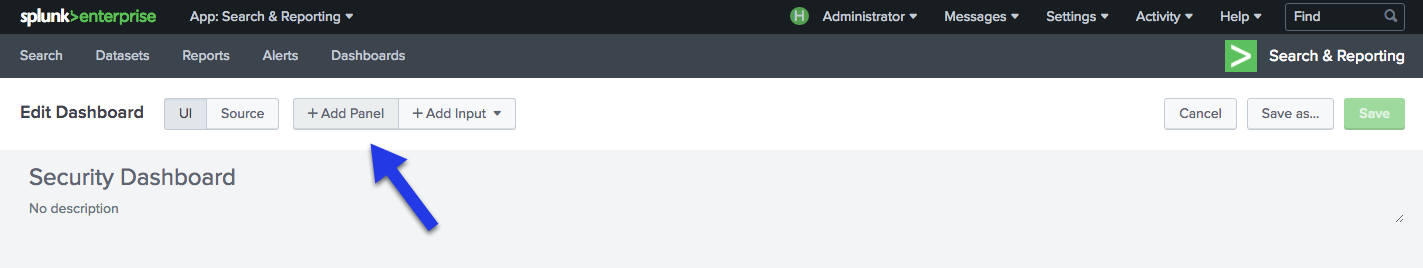 splunk>enterprise App: Search & Reporting H Administrator Messages Settings Activity Help Find
Search Datasets Reports Alerts Dashboards > Search & Reporting
Edit Dashboard UI Source + Add Panel + Add Input Cancel Save as... Save
Security Dashboard
No description